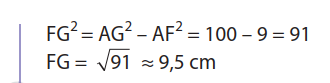 FG² = AG² – AF² = 100 – 9 = 91
FG = √91 ≈ 9,5 cm